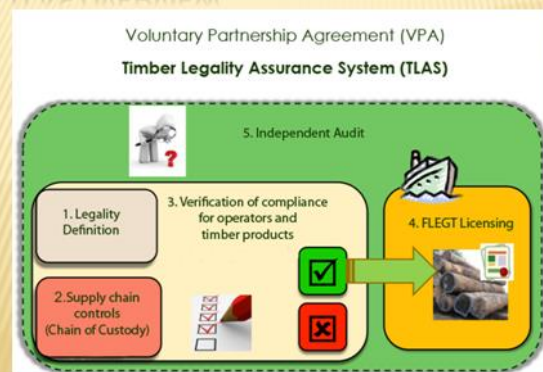 Voluntary Partnership Agreement (VPA)
Timber Legality Assurance System (TLAS)
5. Independent Audit
1. Legality
Definition
3. Verification of compliance
for operators and
timber products
4. FLEGT Licensing
2.Supply chain
controls
(Chain of Custody)
?